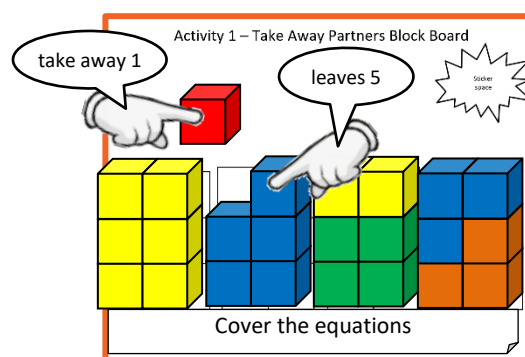 Activity 1 – Take Away Partners Block Board
take away 1
leaves 5
Sticker
space
Cover the equations